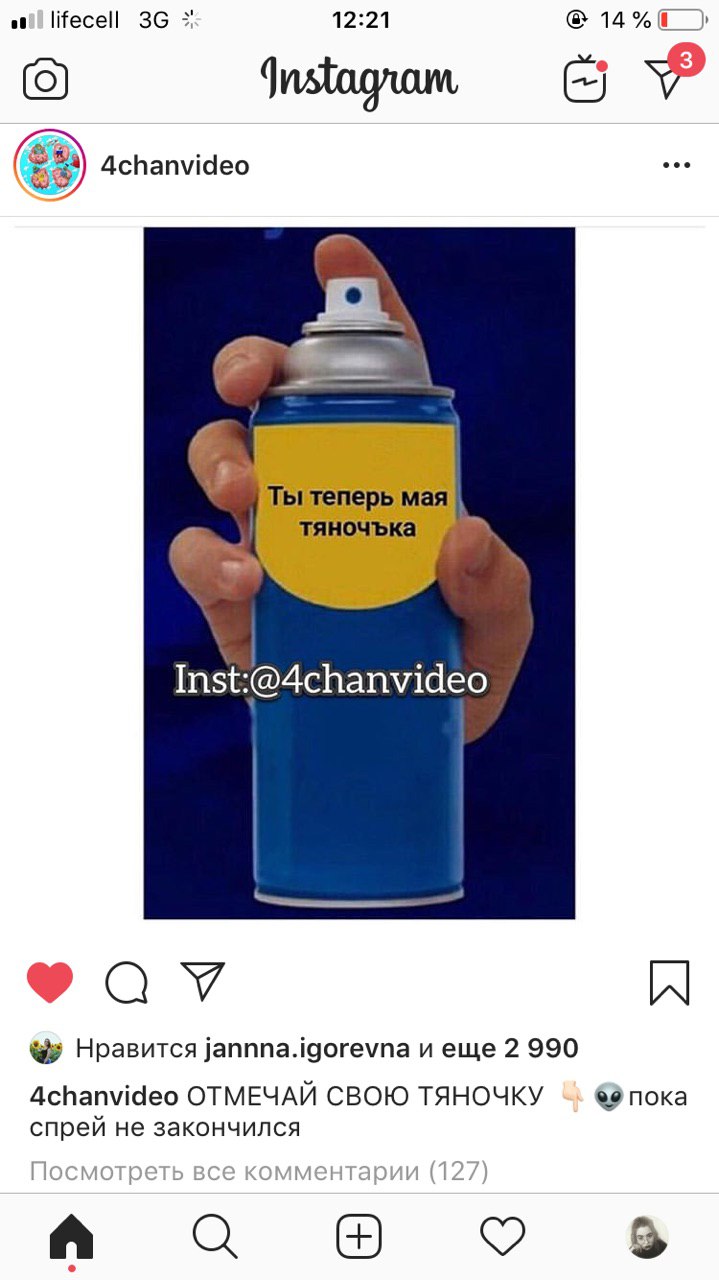 lifecell 3G 12:21 14 %
Instagram
3
4chanvideo
Ты теперь мая
тяночъка
Inst:@4chanvideo
Нравится jannna.igorevna и еще 2 990
4chanvideo ОТМЕЧАЙ СВОЮ ТЯНОЧКУ 👇🏻 👽пока
спрей не закончился
Посмотреть все комментарии (127)